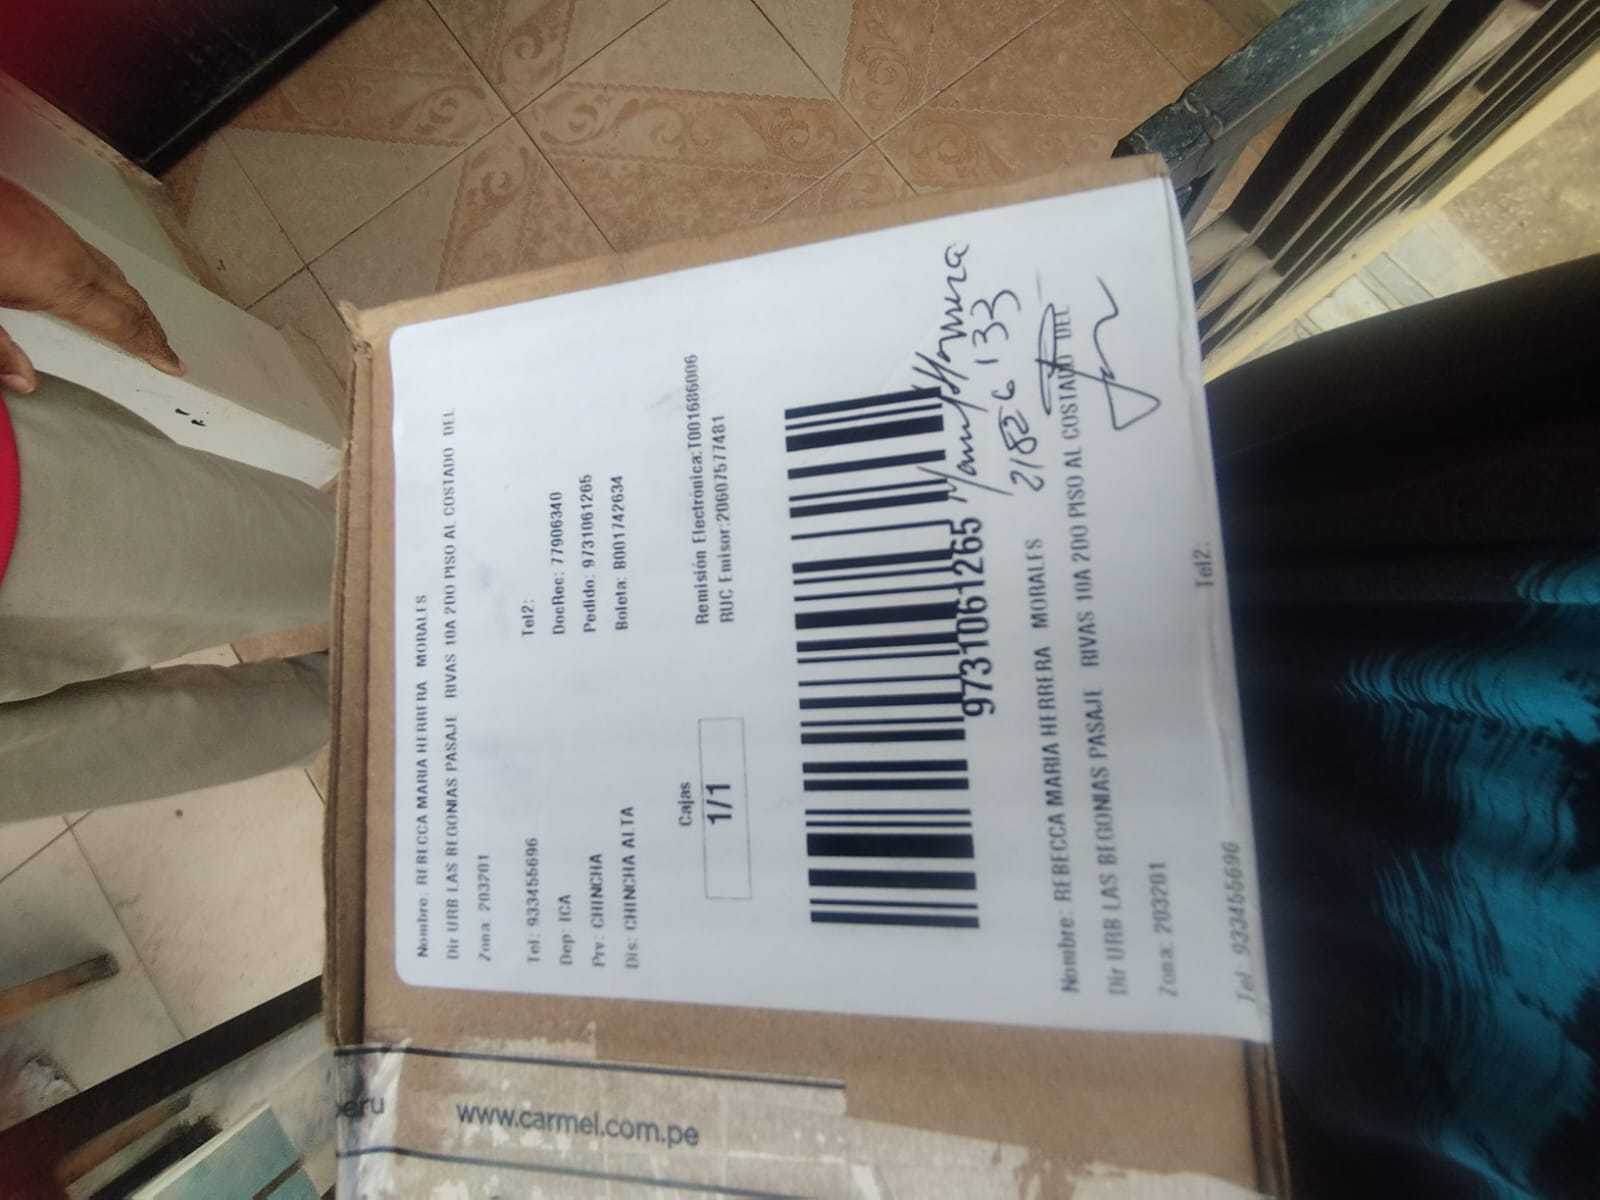 Nombre: REBECCA MARIA HERRERA MORALES
Dir URB LAS BEGONIAS PASAJE RIVAS 10A 2DO PISO AL COSTADO DEL
Zona: 203201
Tel: 933455696 Tel2:
Dep: ICA DocRec: 77906340
Prv: CHINCHA Pedido: 9731061265
Dis: CHINCHA ALTA Boleta: B001742634
Cajas Remisión Electrónica:T001686006
1/1 RUC Emisor:20607577481
9731061265
Nombre: REBECCA MARIA HERRERA MORALES
Dir URB LAS BEGONIAS PASAJE RIVAS 10A 2DO PISO AL COSTADO DEL
Zona: 203201
Tel: 933455696 Tel2:
eru
www.carmel.com.pe